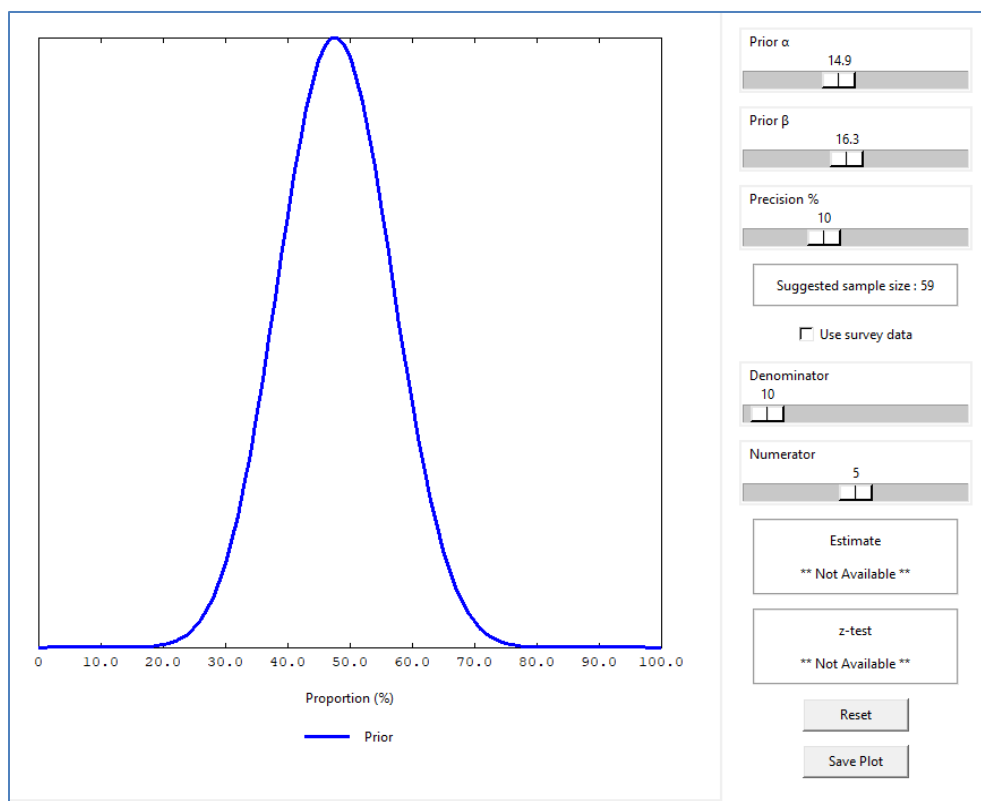 0 10.0 20.0 30.0 40.0 50.0 60.0 70.0 80.0 90.0 100.0
Proportion (%)
Prior
Prior α
14.9
Prior β
16.3
Precision %
10
Suggested sample size : 59
Use survey data
Denominator
10
Numerator
5
Estimate
** Not Available **
z-test
** Not Available **
Reset
Save Plot